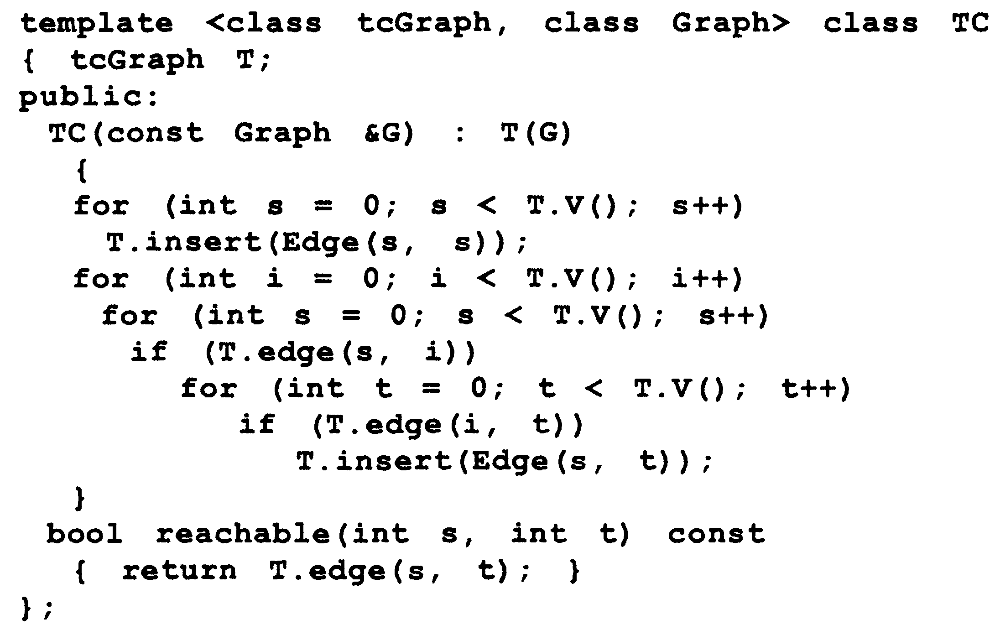 template <class tcGraph, class Graph> class TC
{ tcGraph T;
public:
  TC(const Graph &G) : T(G)
    {
    for (int s = 0; s < T.V(); s++)
      T.insert(Edge(s, s));
    for (int i = 0; i < T.V(); i++)
      for (int s = 0; s < T.V(); s++)
        if (T.edge(s, i))
           for (int t = 0; t < T.V(); t++)
               if (T.edge(i, t))
                   T.insert(Edge(s, t));
    }
  bool reachable(int s, int t) const
    { return T.edge(s, t); }
};